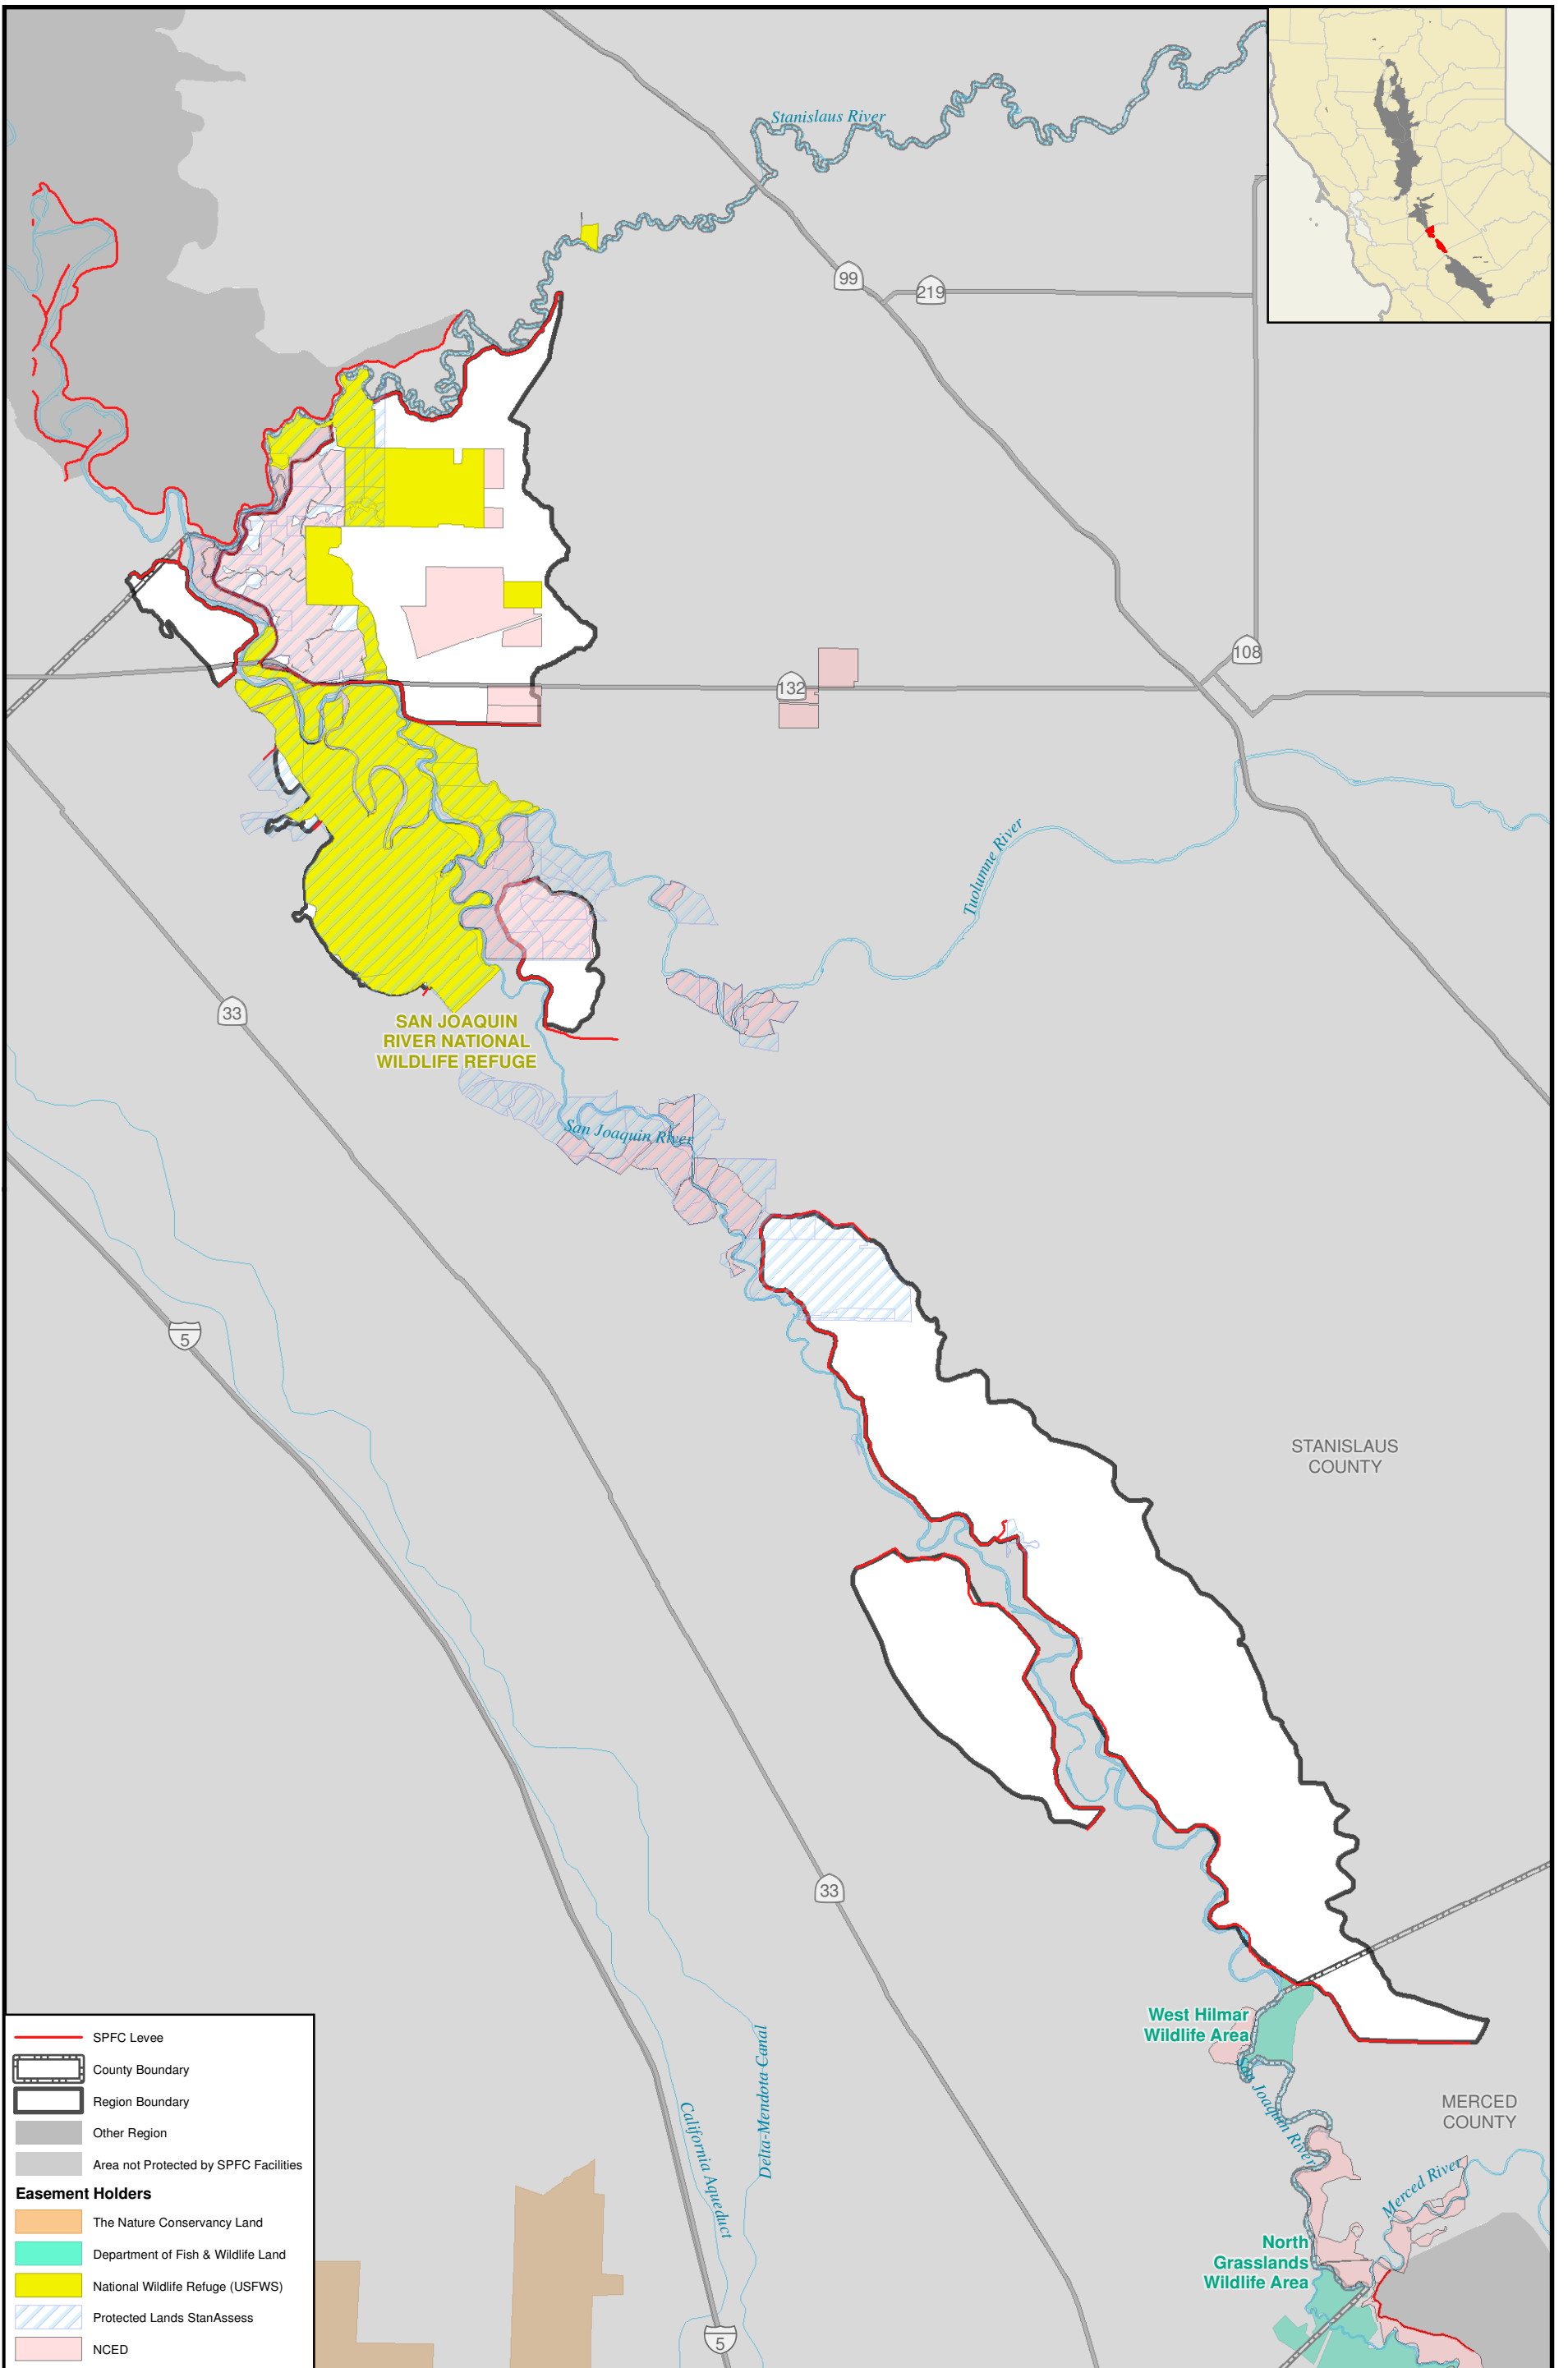 Stanislaus River
99
219
108
132
Tuolumne River
33
SAN JOAQUIN
RIVER NATIONAL
WILDLIFE REFUGE
San Joaquin River
5
STANISLAUS
COUNTY
33
West Hilmar
Wildlife Area
San Joaquin River
MERCED
COUNTY
Merced River
North
Grasslands
Wildlife Area
California Aqueduct
Delta-Mendota Canal
5
SPFC Levee
County Boundary
Region Boundary
Other Region
Area not Protected by SPFC Facilities
Easement Holders
The Nature Conservancy Land
Department of Fish & Wildlife Land
National Wildlife Refuge (USFWS)
Protected Lands StanAssess
NCED